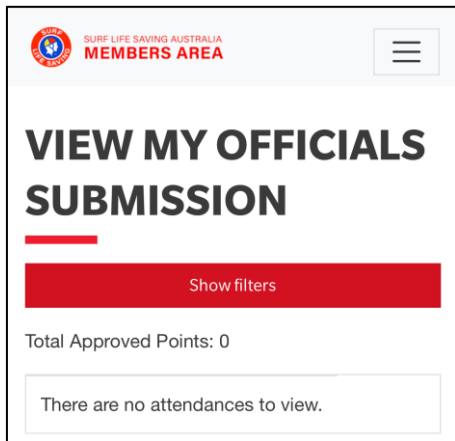 SURF LIFE SAVING
SURF LIFE SAVING AUSTRALIA
MEMBERS AREA
VIEW MY OFFICIALS
SUBMISSION
Show filters
Total Approved Points: 0
There are no attendances to view.